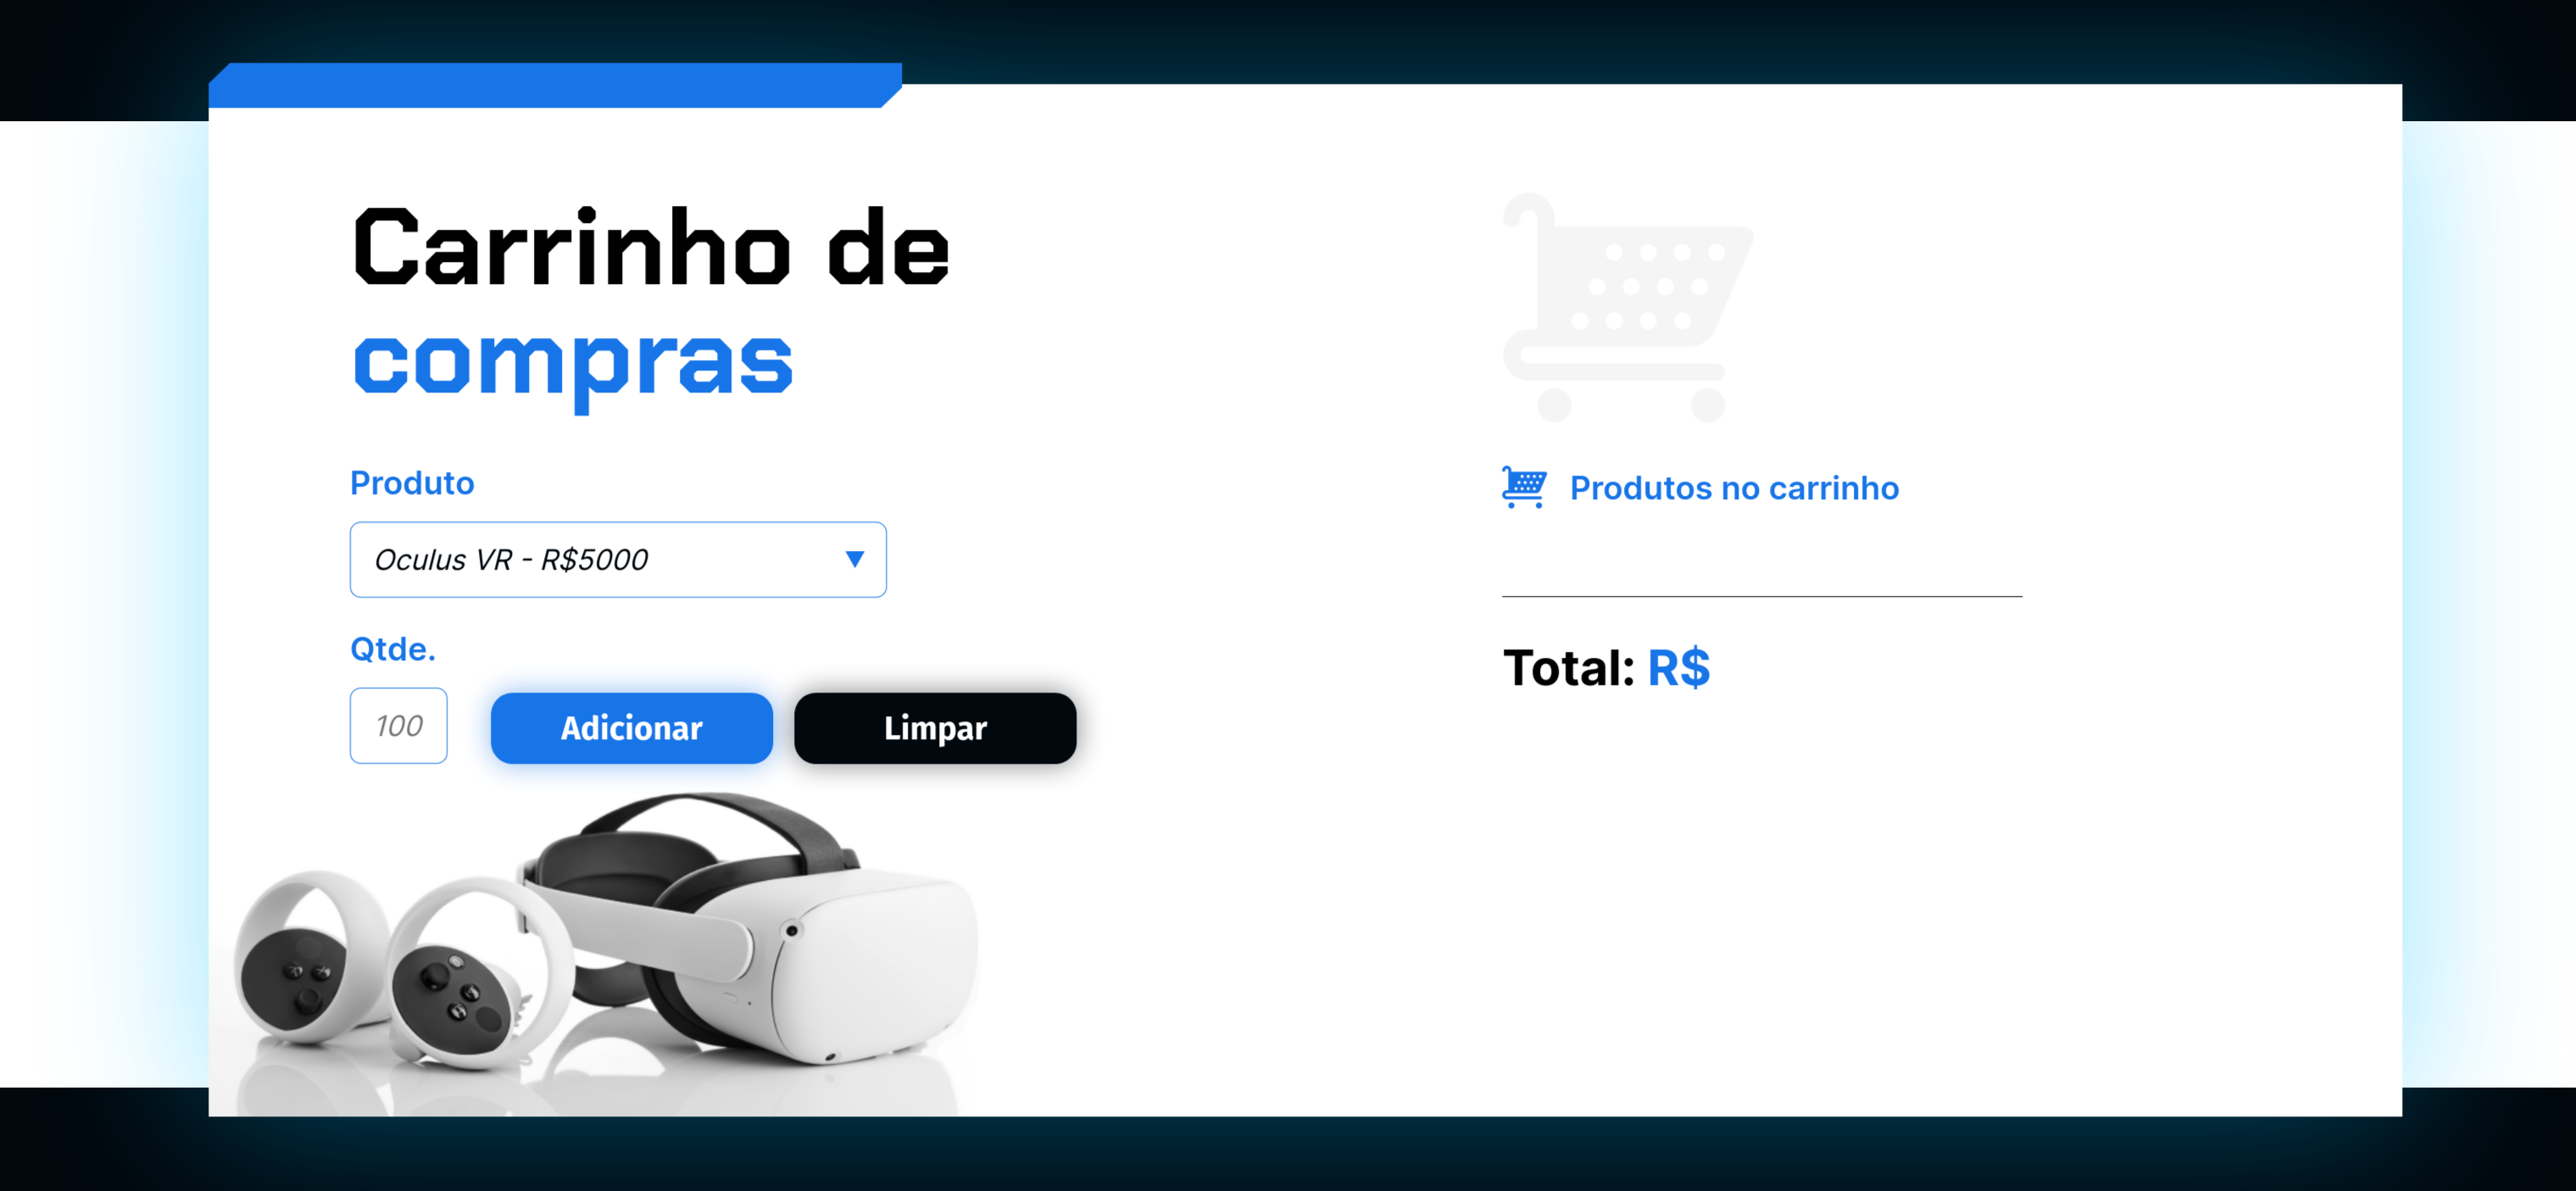 Carrinho de
compras
Produto
Oculus VR - R$5000
Qtde.
100
Adicionar
Limpar
Produtos no carrinho
Total: R$